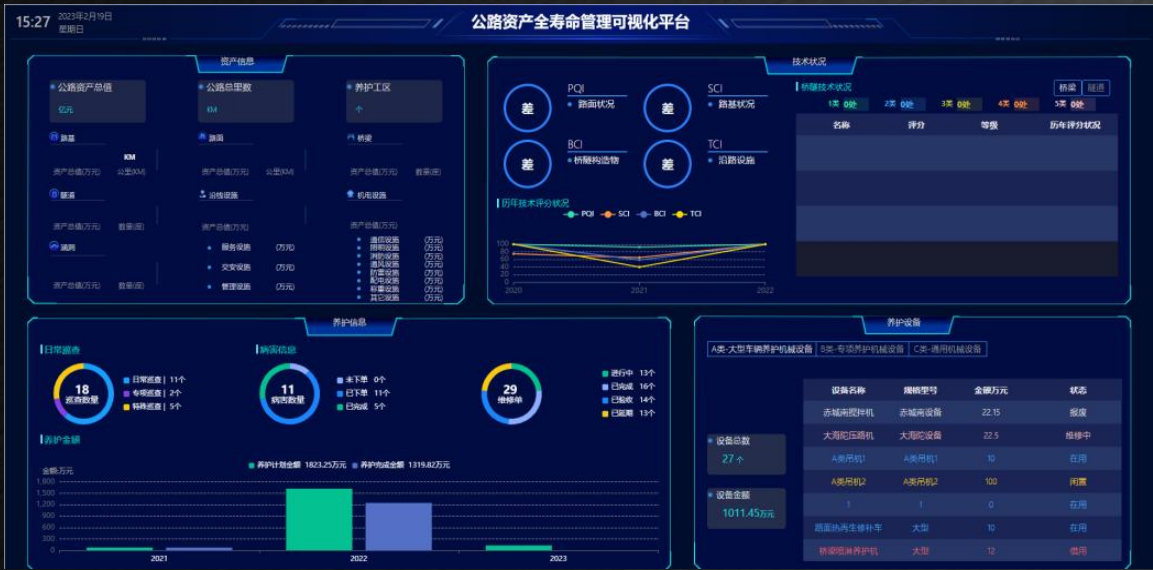 15:27 2023年2月19日
星期日
公路资产全寿命管理可视化平台
资产信息
公路资产总值
亿元
公路总里数
KM
养护工区
个
路基
KM
资产总值(万元) 公里(KM)
路面
资产总值(万元) 公里(KM)
桥梁
资产总值(万元) 数量(座)
隧道
资产总值(万元) 数量(座)
沿线设施
资产总值(万元)
服务设施 (万元)
交安设施 (万元)
管理设施 (万元)
机电设施
资产总值(万元)
通信设施 (万元)
照明设施 (万元)
消防设施 (万元)
通风设施 (万元)
防雷设施 (万元)
配电设施 (万元)
称重设施 (万元)
其它设施 (万元)
涵洞
资产总值(万元) 数量(座)
技术状况
差
PQI
路面状况
差
SCI
路基状况
差
BCI
桥隧构造物
差
TCI
沿路设施
历年技术评分状况
PQI SCI BCI TCI
100
80
60
40
20
0
2020 2021 2022
桥隧技术状况
桥梁 隧道
1类 0处 2类 0处 3类 0处 4类 0处 5类 0处
名称 评分 等级 历年评分状况
养护信息
日常巡查
18
巡查数量
日常巡查 | 11个
专项巡查 | 2个
特殊巡查 | 5个
病害信息
11
病害数量
未下单 0个
已下单 11个
已完成 5个
29
维修单
进行中 13个
已完成 16个
已验收 14个
已延期 13个
养护金额
养护计划金额 1823.25万元 养护完成金额 1319.82万元
金额:万元
1,800
1,500
1,200
900
600
300
0
2021 2022 2023
养护设备
A类-大型车辆养护机械设备 B类-专项养护机械设备 C类-通用机械设备
设备总数
27 个
设备金额
1011.45万元
设备名称 规格型号 金额万元 状态
赤城南搅拌机 赤城南设备 22.15 报废
大海陀压路机 大海陀设备 22.5 维修中
A类吊机1 A类吊机1 10 在用
A类吊机2 A类吊机2 100 闲置
1 1 0 在用
路面热再生修补车 大型 10 在用
桥梁喷淋养护机 大型 12 借用